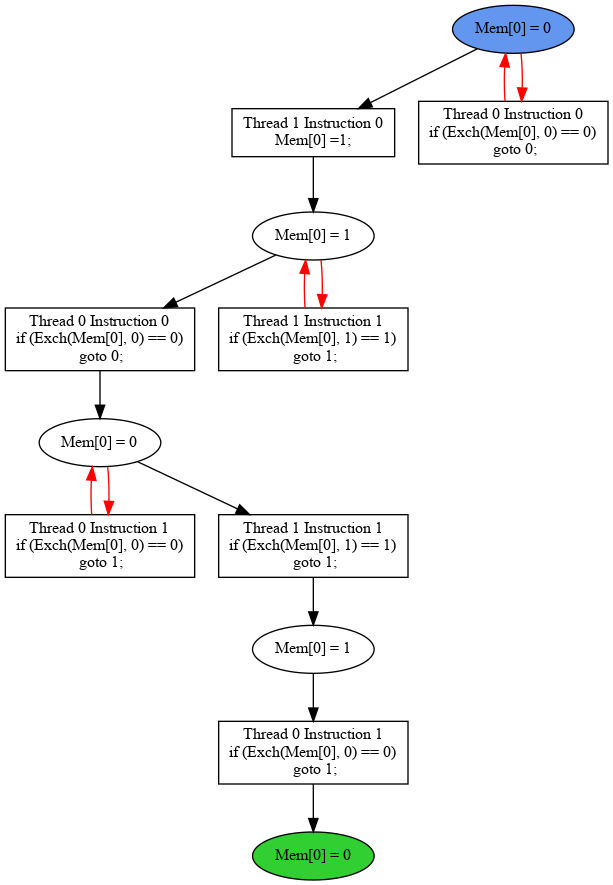 Mem[0] = 0
Thread 1 Instruction 0
Mem[0] =1;
Thread 0 Instruction 0
if (Exch(Mem[0], 0) == 0)
goto 0;
Mem[0] = 1
Thread 0 Instruction 0
if (Exch(Mem[0], 0) == 0)
goto 0;
Thread 1 Instruction 1
if (Exch(Mem[0], 1) == 1)
goto 1;
Mem[0] = 0
Thread 0 Instruction 1
if (Exch(Mem[0], 0) == 0)
goto 1;
Thread 1 Instruction 1
if (Exch(Mem[0], 1) == 1)
goto 1;
Mem[0] = 1
Thread 0 Instruction 1
if (Exch(Mem[0], 0) == 0)
goto 1;
Mem[0] = 0